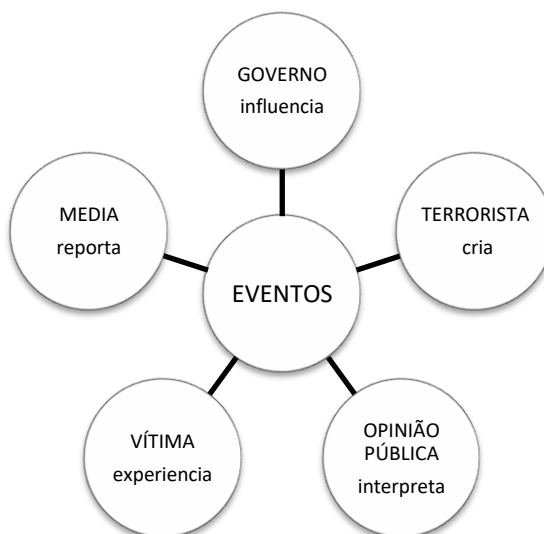 GOVERNO
influencia
MEDIA
reporta
TERRORISTA
cria
EVENTOS
VÍTIMA
experiencia
OPINIÃO
PÚBLICA
interpreta